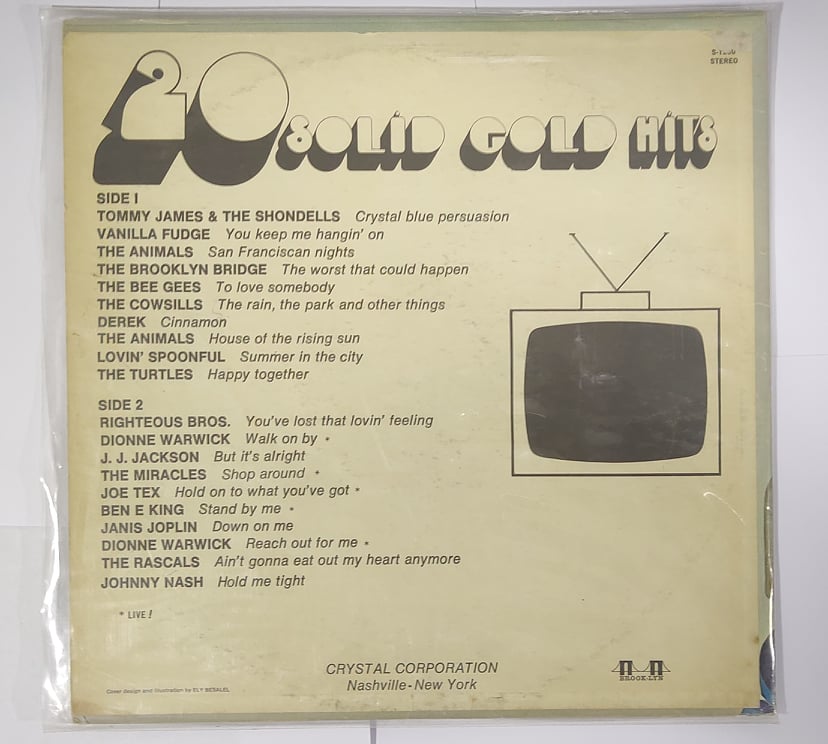 STEREO
20 SOLID GOLD HITS
SIDE I
TOMMY JAMES & THE SHONDELLS Crystal blue persuasion
VANILLA FUDGE You keep me hangin' on
THE ANIMALS San Franciscan nights
THE BROOKLYN BRIDGE The worst that could happen
THE BEE GEES To love somebody
THE COWSILLS The rain, the park and other things
DEREK Cinnamon
THE ANIMALS House of the rising sun
LOVIN' SPOONFUL Summer in the city
THE TURTLES Happy together
SIDE 2
RIGHTEOUS BROS. You've lost that lovin' feeling
DIONNE WARWICK Walk on by *
J. J. JACKSON But it's alright
THE MIRACLES Shop around *
JOE TEX Hold on to what you've got *
BEN E KING Stand by me *
JANIS JOPLIN Down on me
DIONNE WARWICK Reach out for me *
THE RASCALS Ain't gonna eat out my heart anymore
JOHNNY NASH Hold me tight
* LIVE!
CRYSTAL CORPORATION
Nashville-New York
BROOK-LYN
Cover design and Illustration by ELY BESALEL